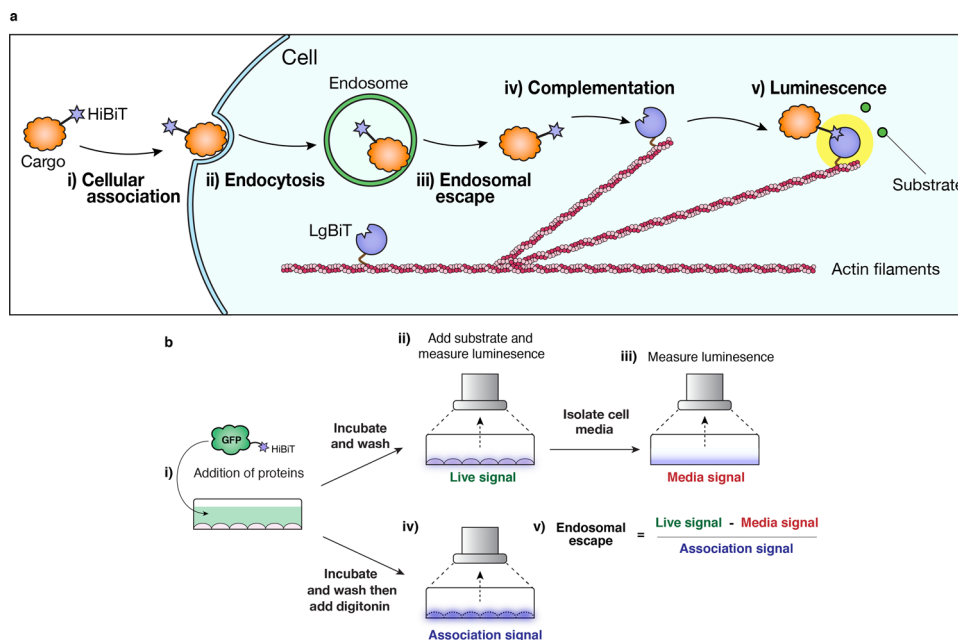 a
Cell
HiBiT
Cargo
i) Cellular
association
ii) Endocytosis
Endosome
iii) Endosomal
escape
iv) Complementation
v) Luminescence
Substrate
LgBiT
Actin filaments
b
i)
GFP
HiBiT
Addition of proteins
Incubate
and wash
ii)
Add substrate and
measure luminesence
Live signal
Isolate cell
media
iii)
Measure luminesence
Media signal
Incubate
and wash then
add digitonin
iv)
Association signal
v) Endosomal
escape = Live signal - Media signal
Association signal